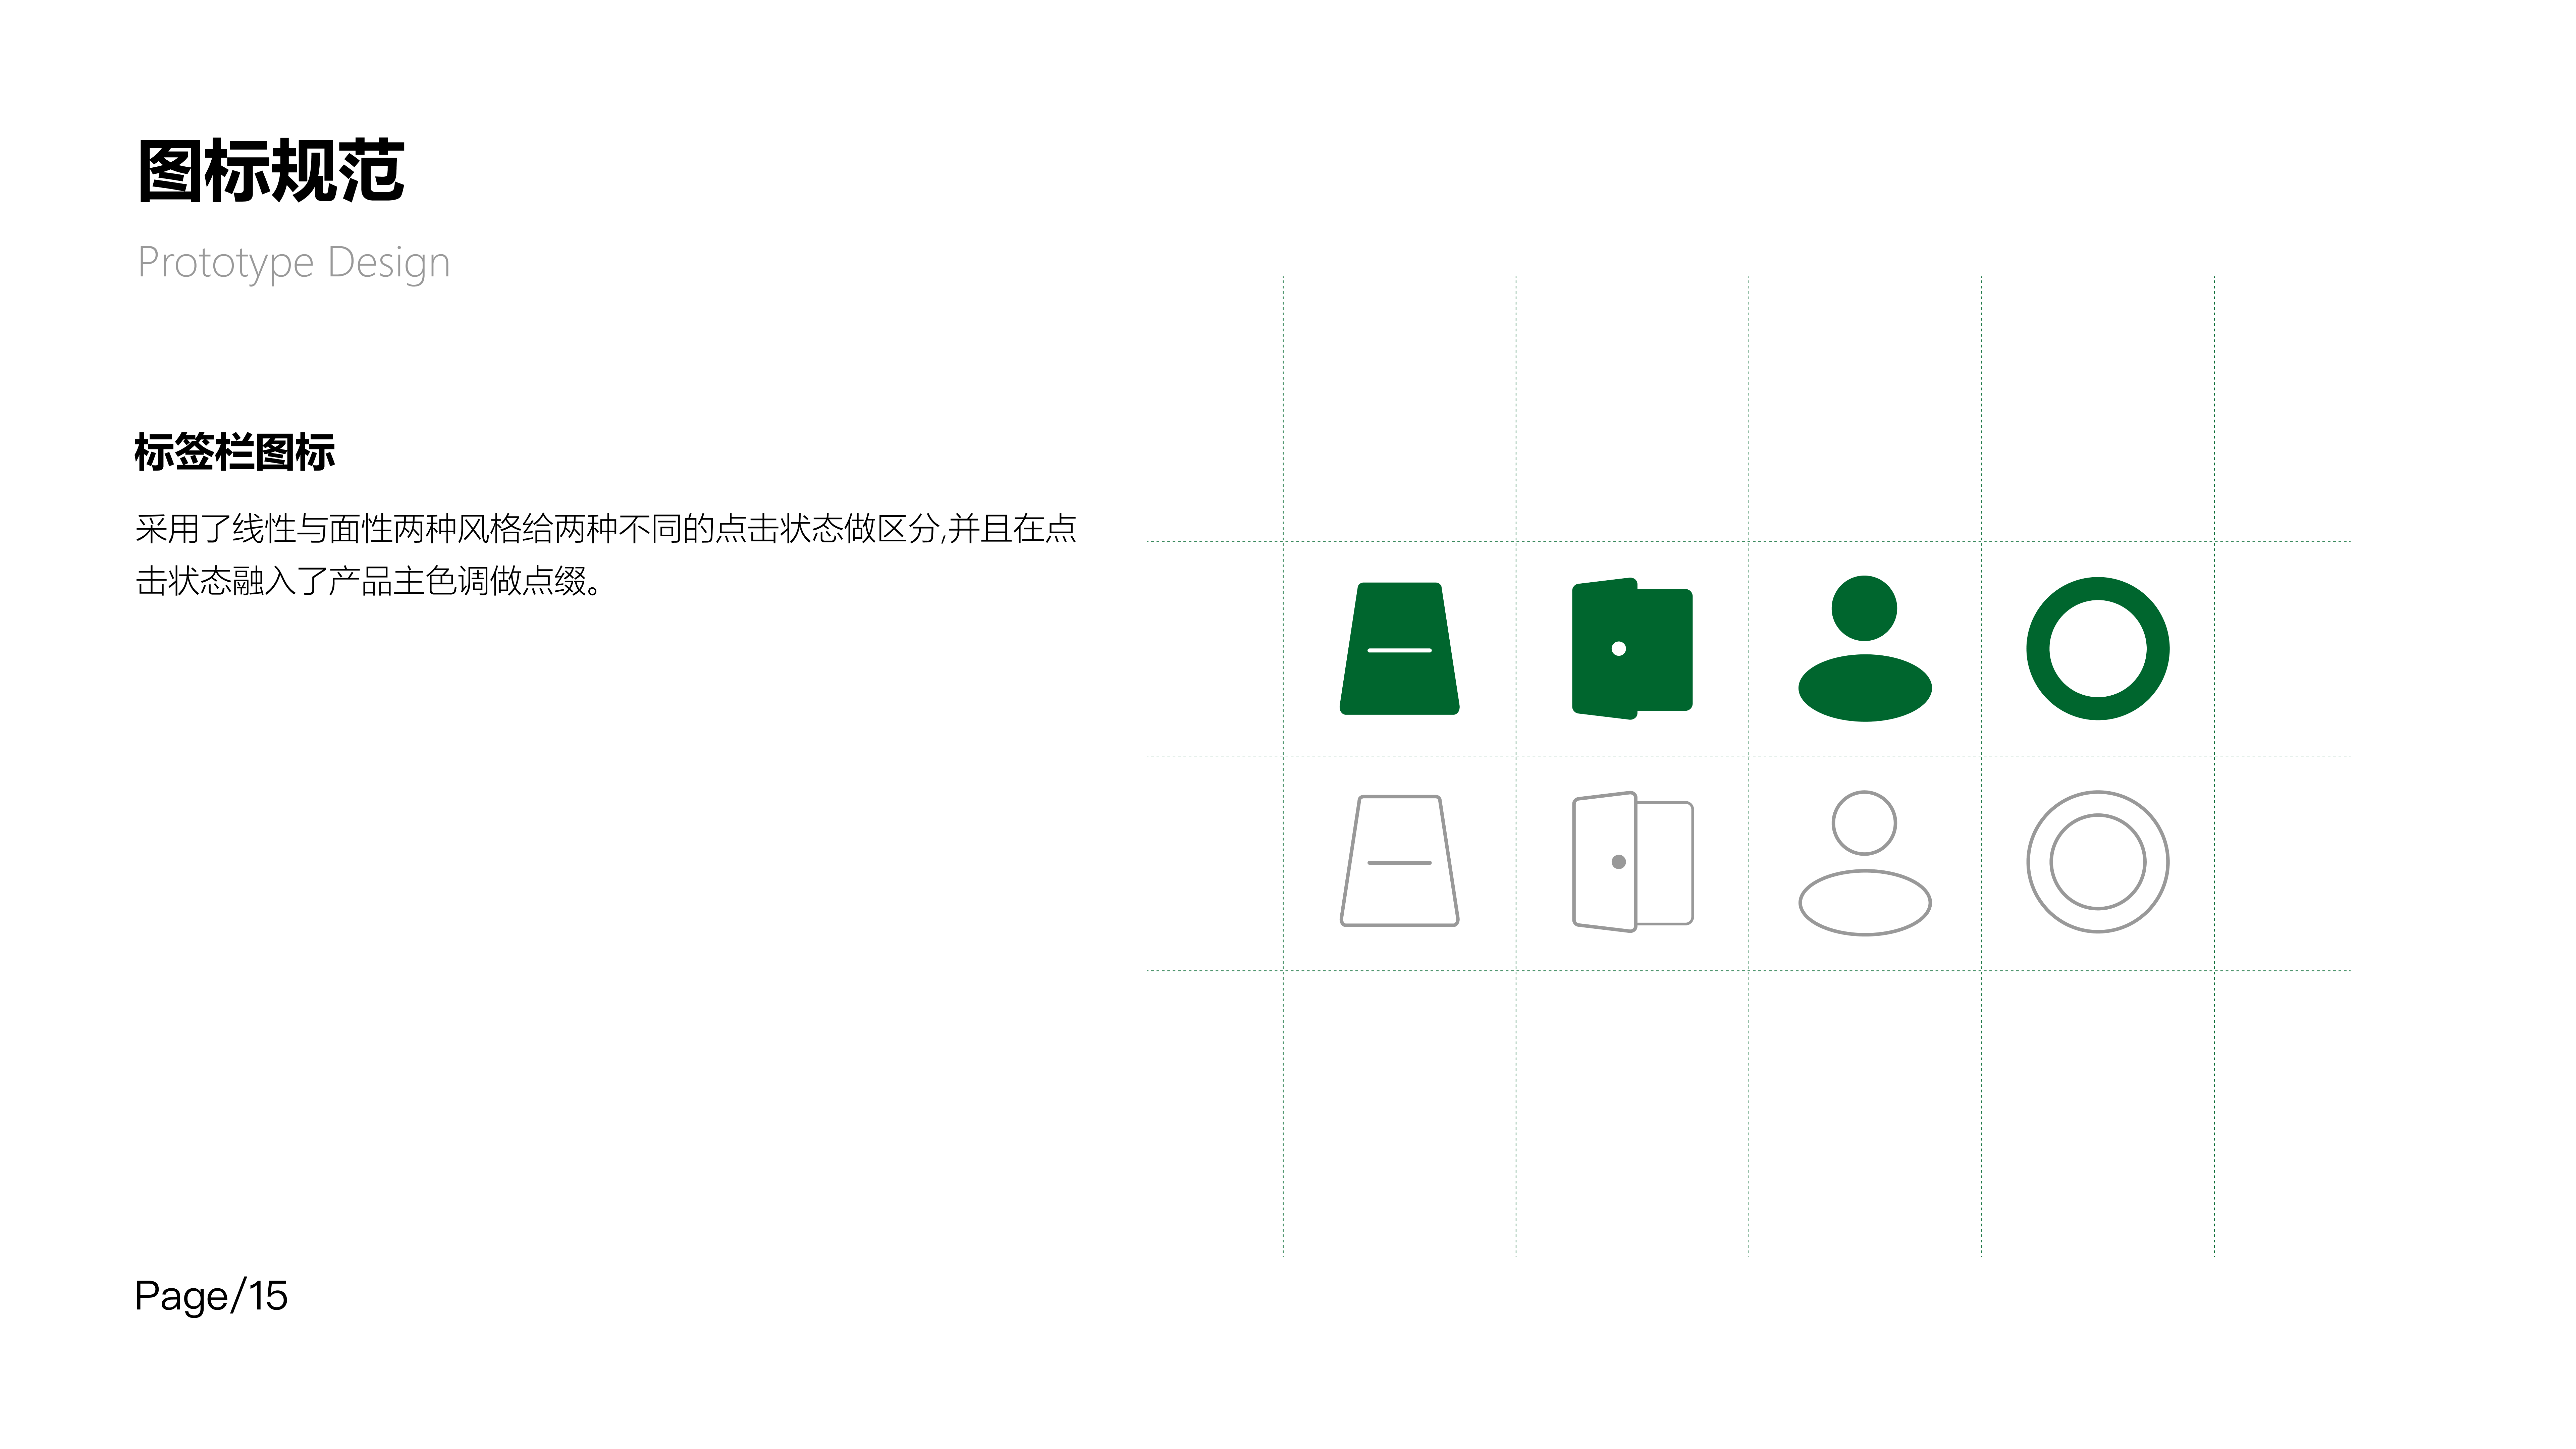 图标规范
Prototype Design
标签栏图标
采用了线性与面性两种风格给两种不同的点击状态做区分,并且在点
击状态融入了产品主色调做点缀。
Page/15